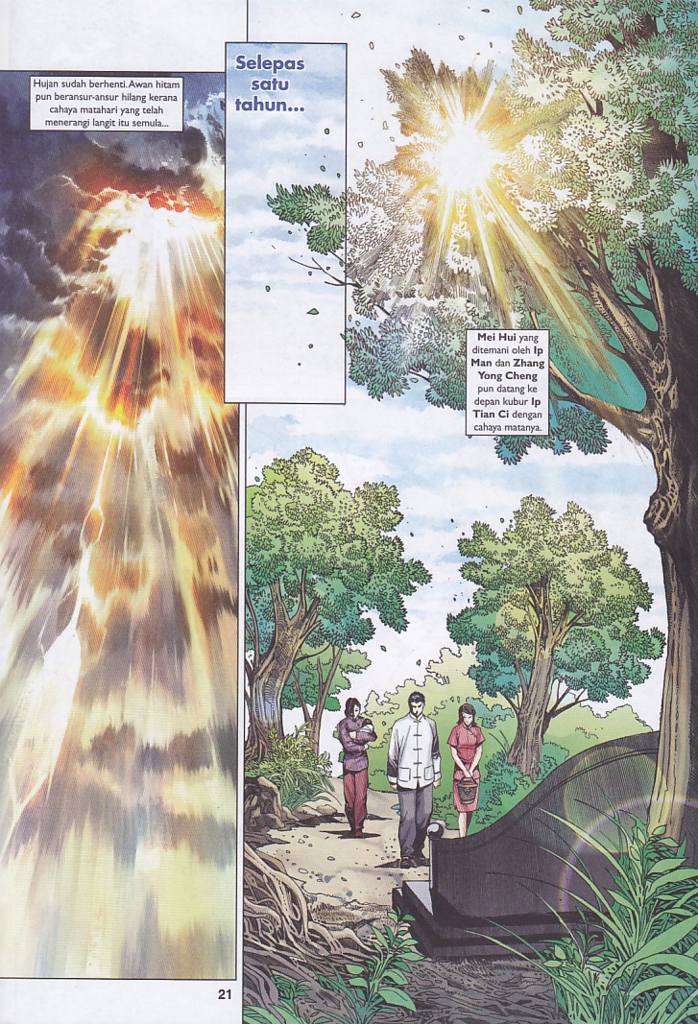 Hujan sudah berhenti. Awan hitam
pun beransur-ansur hilang kerana
cahaya matahari yang telah
menerangi langit itu semula...
Selepas
satu
tahun...
Mei Hui yang
ditemani oleh Ip
Man dan Zhang
Yong Cheng
pun datang ke
depan kubur Ip
Tian Ci dengan
cahaya matanya.
21